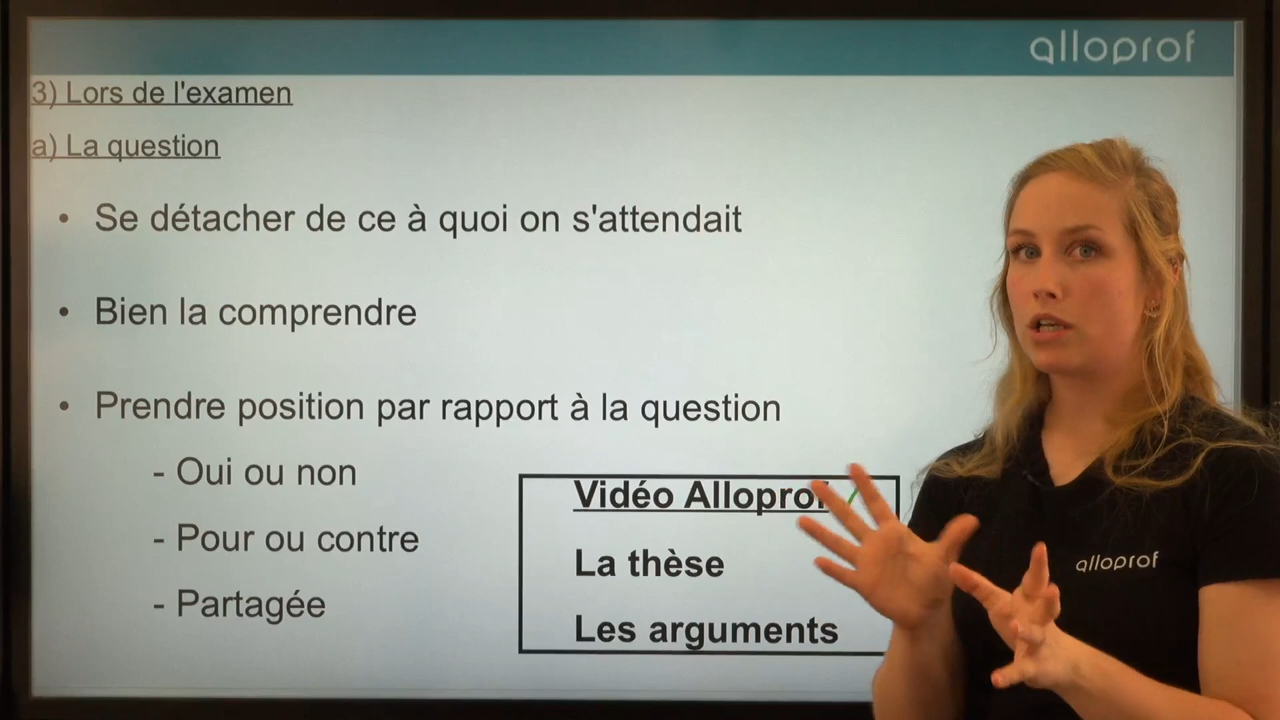 alloprof
3) Lors de l'examen
a) La question
• Se détacher de ce à quoi on s'attendait
• Bien la comprendre
• Prendre position par rapport à la question
- Oui ou non
- Pour ou contre
- Partagée
Vidéo Alloprof
La thèse
Les arguments
alloprof